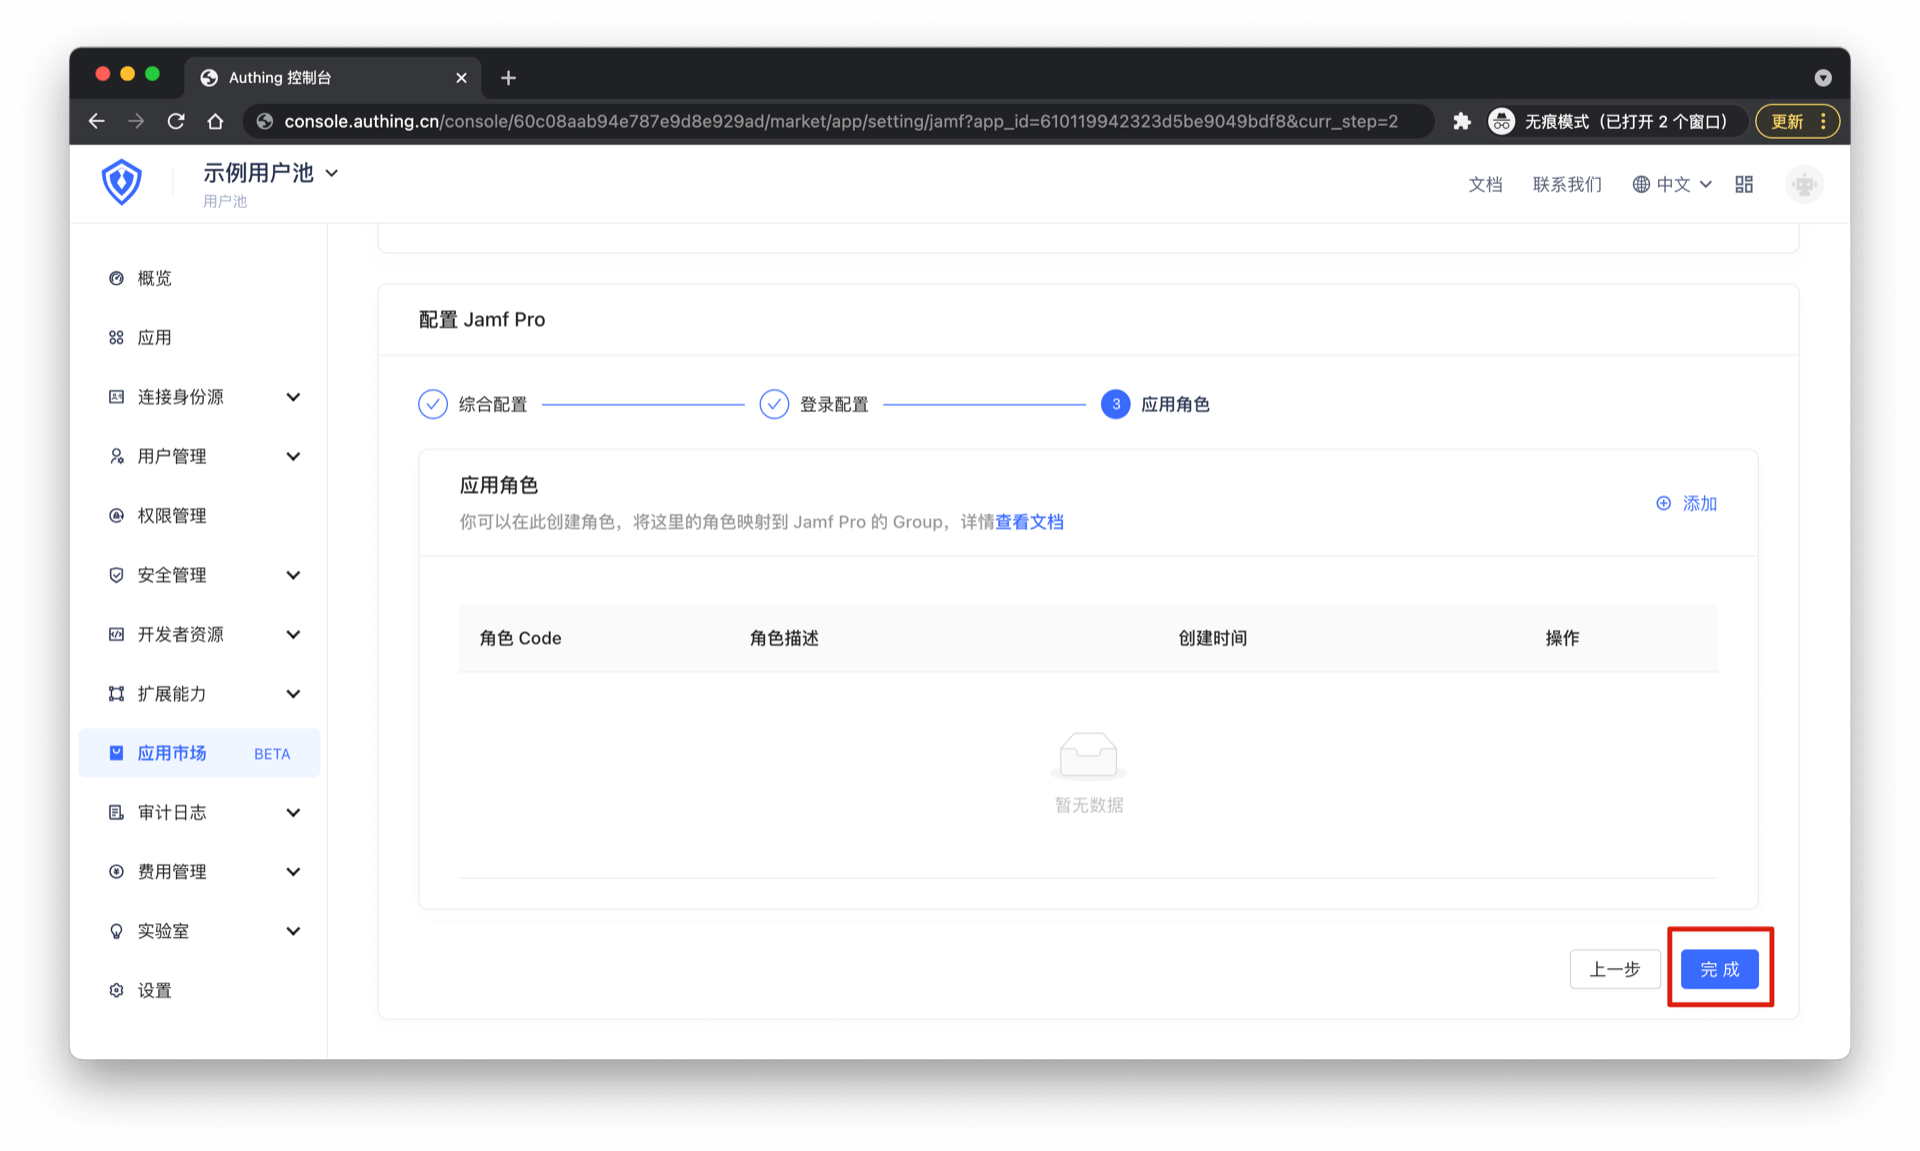 Authing 控制台
console.authing.cn/console/60c08aab94e787e9d8e929ad/market/app/setting/jamf?app_id=610119942323d5be9049bdf8&curr_step=2
无痕模式（已打开 2 个窗口）
更新
示例用户池
用户池
文档
联系我们
中文
概览
应用
连接身份源
用户管理
权限管理
安全管理
开发者资源
扩展能力
应用市场 BETA
审计日志
费用管理
实验室
设置
配置 Jamf Pro
综合配置
登录配置
3 应用角色
应用角色
你可以在此创建角色，将这里的角色映射到 Jamf Pro 的 Group，详情查看文档
添加
角色 Code 角色描述 创建时间 操作
暂无数据
上一步
完 成